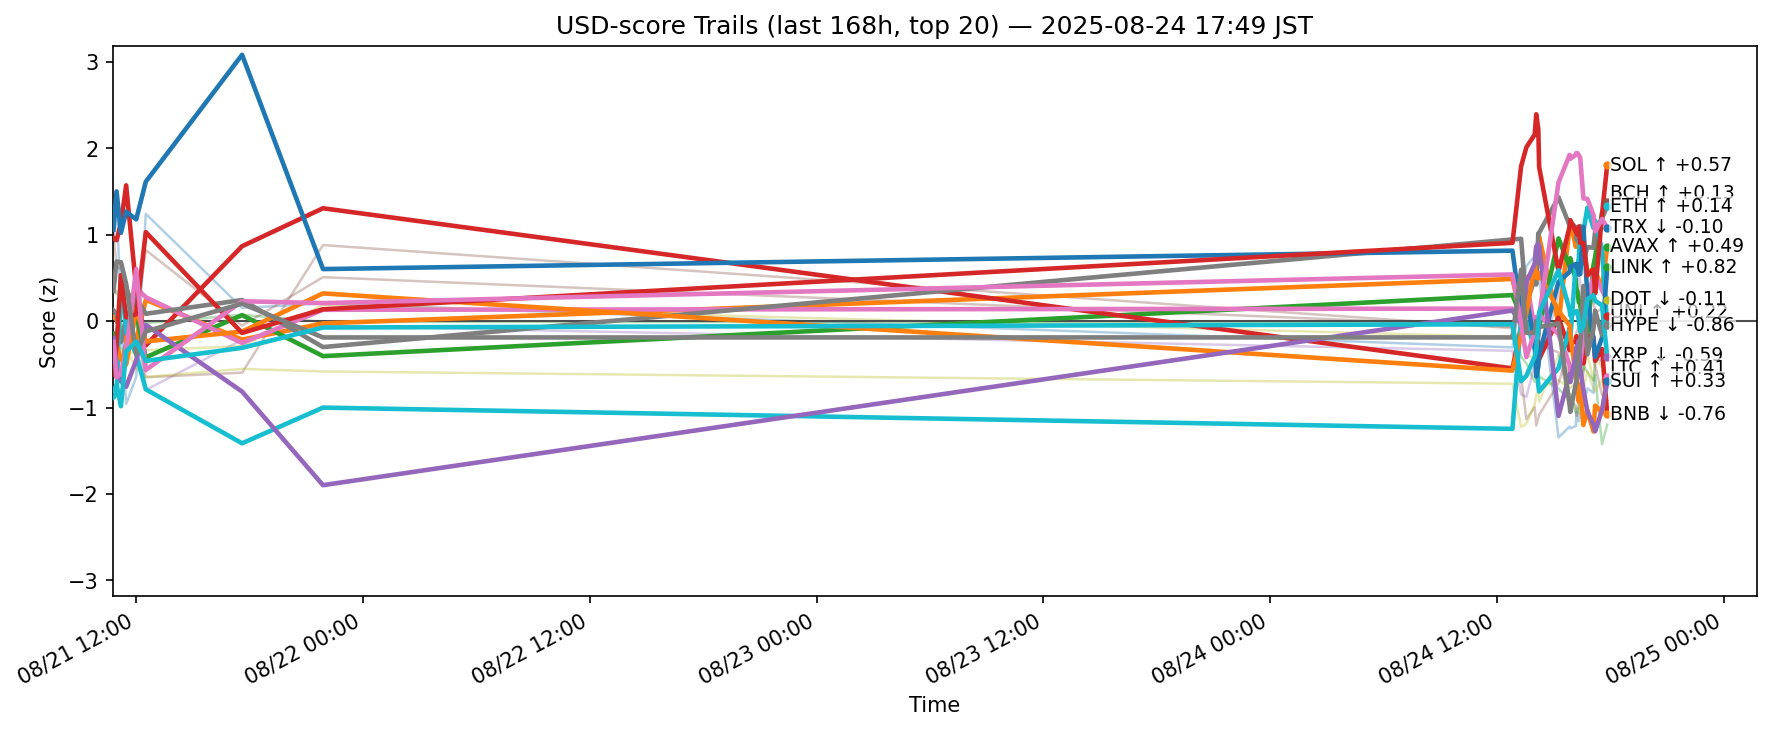 USD-score Trails (last 168h, top 20) — 2025-08-24 17:49 JST
3
2
1
0
−1
−2
−3
Score (z)
SOL ↑ +0.57
BCH ↑ +0.13
ETH ↑ +0.14
TRX ↓ -0.10
AVAX ↑ +0.49
LINK ↑ +0.82
DOT ↓ -0.11
UNI ↑ +0.22
HYPE ↓ -0.86
XRP ↓ -0.59
LTC ↑ +0.41
SUI ↑ +0.33
BNB ↓ -0.76
08/21 12:00
08/22 00:00
08/22 12:00
08/23 00:00
08/23 12:00
08/24 00:00
08/24 12:00
08/25 00:00
Time